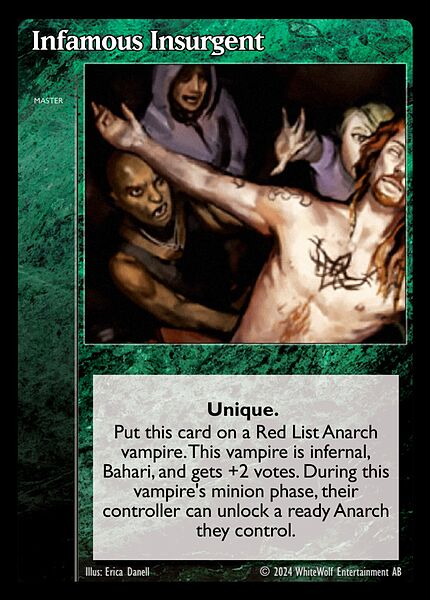 Infamous Insurgent
MASTER
Unique.
Put this card on a Red List Anarch
vampire. This vampire is infernal,
Bahari, and gets +2 votes. During this
vampire's minion phase, their
controller can unlock a ready Anarch
they control.
Illus: Erica Danell © 2024 WhiteWolf Entertainment AB